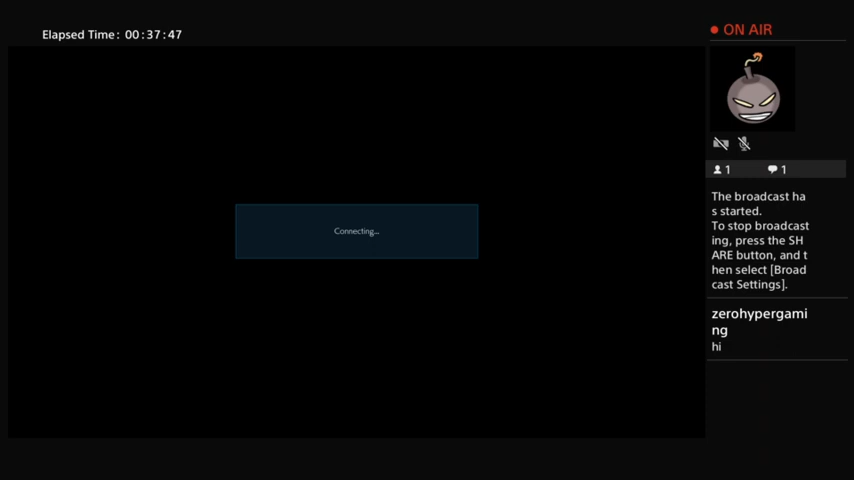 Elapsed Time: 00:37:47
ON AIR
1 1
Connecting...
The broadcast ha
s started.
To stop broadcast
ing, press the SH
ARE button, and t
hen select [Broad
cast Settings].
zerohypergami
ng
hi